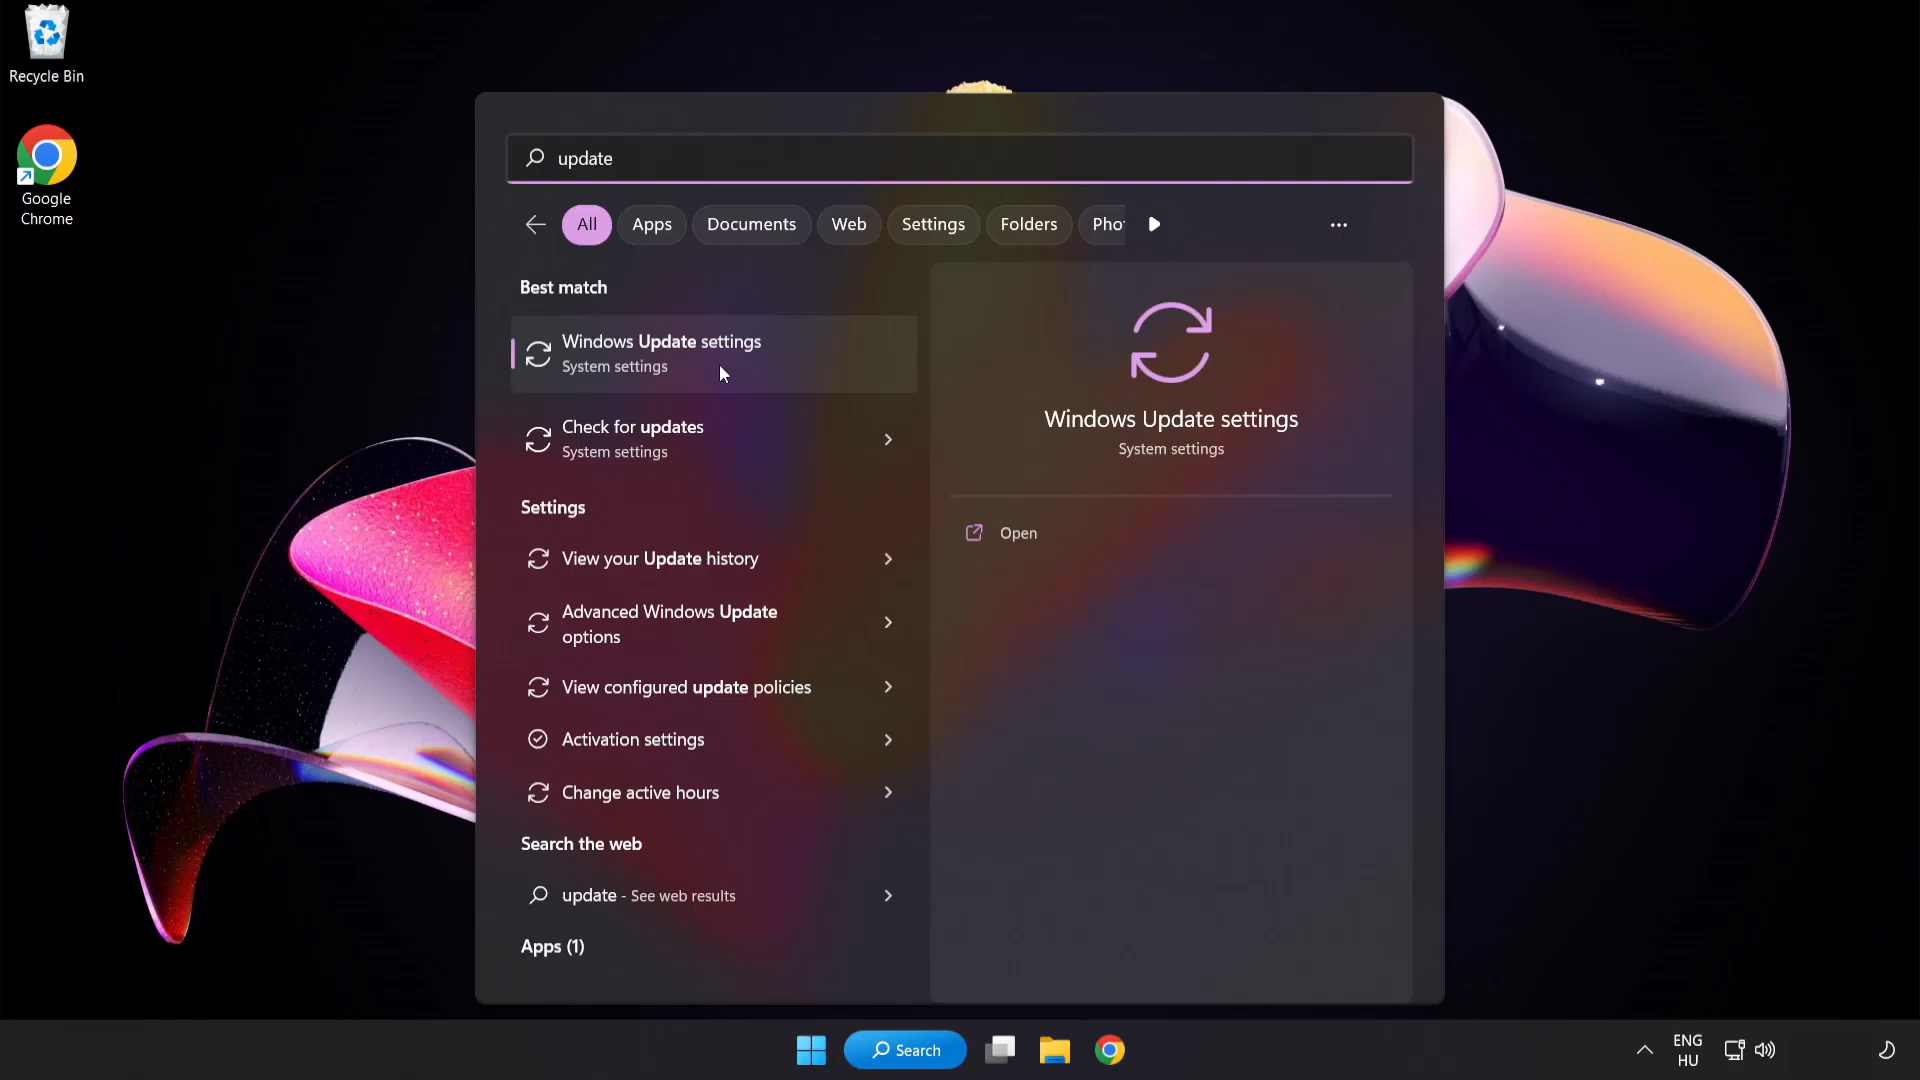 Recycle Bin
Google
Chrome
update
All
Apps
Documents
Web
Settings
Folders
Pho
Best match
Windows Update settings
System settings
Check for updates
System settings
Settings
View your Update history
Advanced Windows Update
options
View configured update policies
Activation settings
Change active hours
Search the web
update - See web results
Apps (1)
Windows Update settings
System settings
Open
Search
ENG
HU